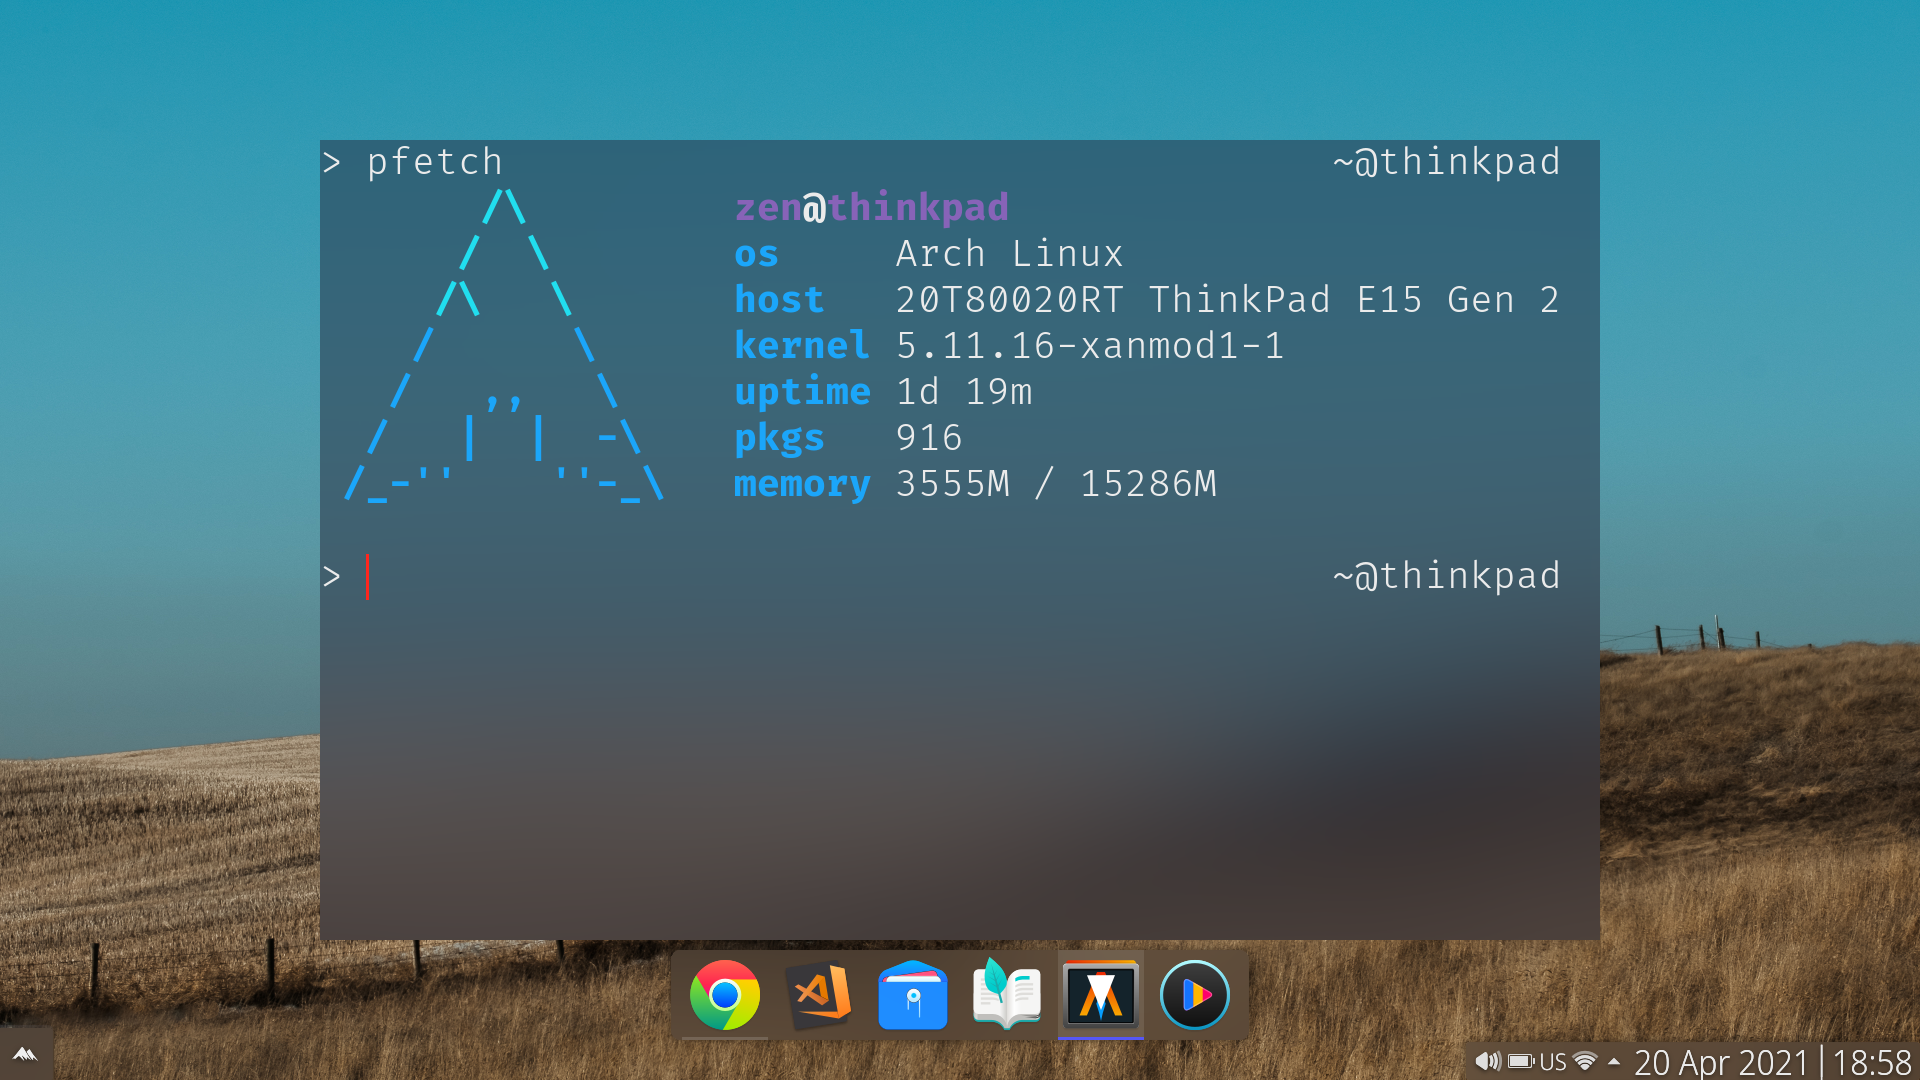 > pfetch ~@thinkpad
zen@thinkpad
os Arch Linux
host 20T80020RT ThinkPad E15 Gen 2
kernel 5.11.16-xanmod1-1
uptime 1d 19m
pkgs 916
memory 3555M / 15286M
> ~@thinkpad
US 20 Apr 2021|18:58